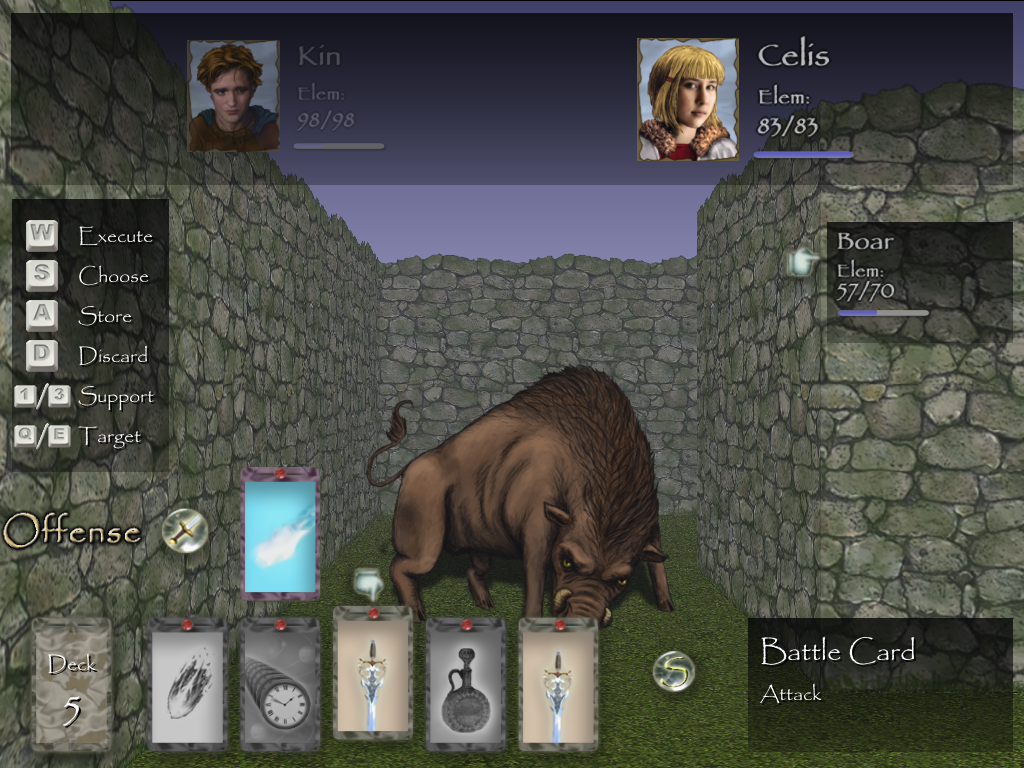 Kin
Elem:
98/98
Celis
Elem:
83/83
W Execute
S Choose
A Store
D Discard
1/3 Support
Q/E Target
Boar
Elem:
57/70
Offense
Deck
5
S
Battle Card
Attack